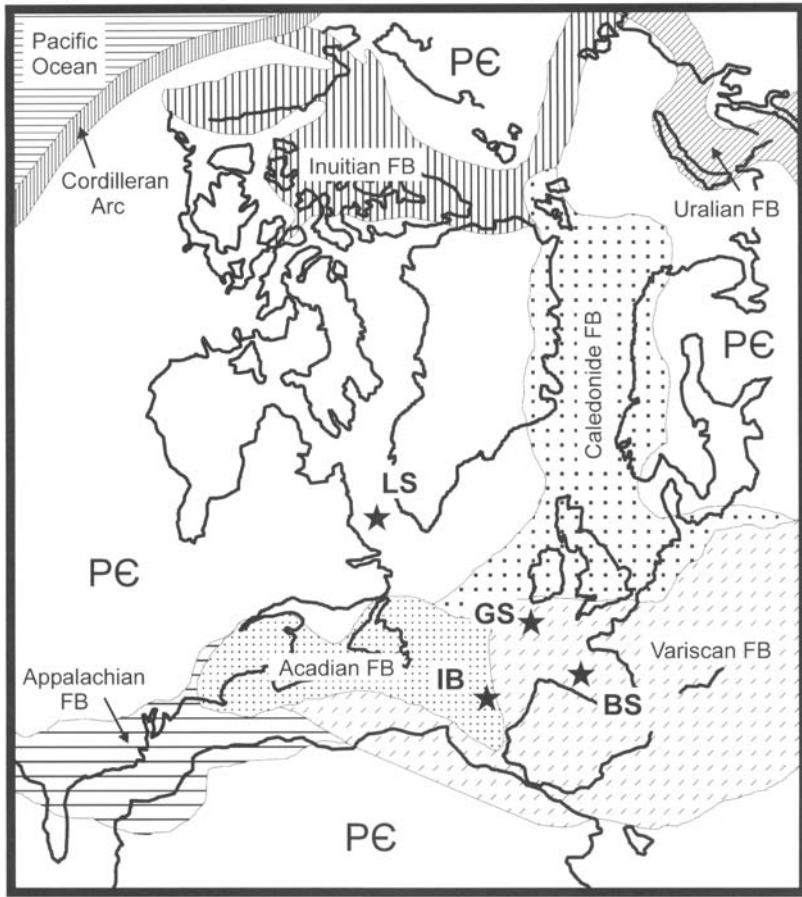 Pacific
Ocean
PЄ
Inuitian FB
Cordilleran
Arc
Uralian FB
Caledonide FB
PЄ
LS
PЄ
GS
Acadian FB
Variscan FB
Appalachian
FB
IB
BS
PЄ